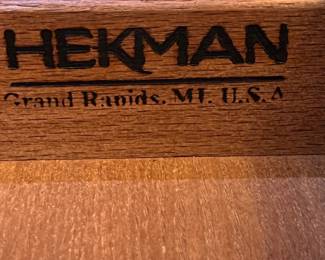 HEKMAN
Grand Rapids, MI, U.S.A